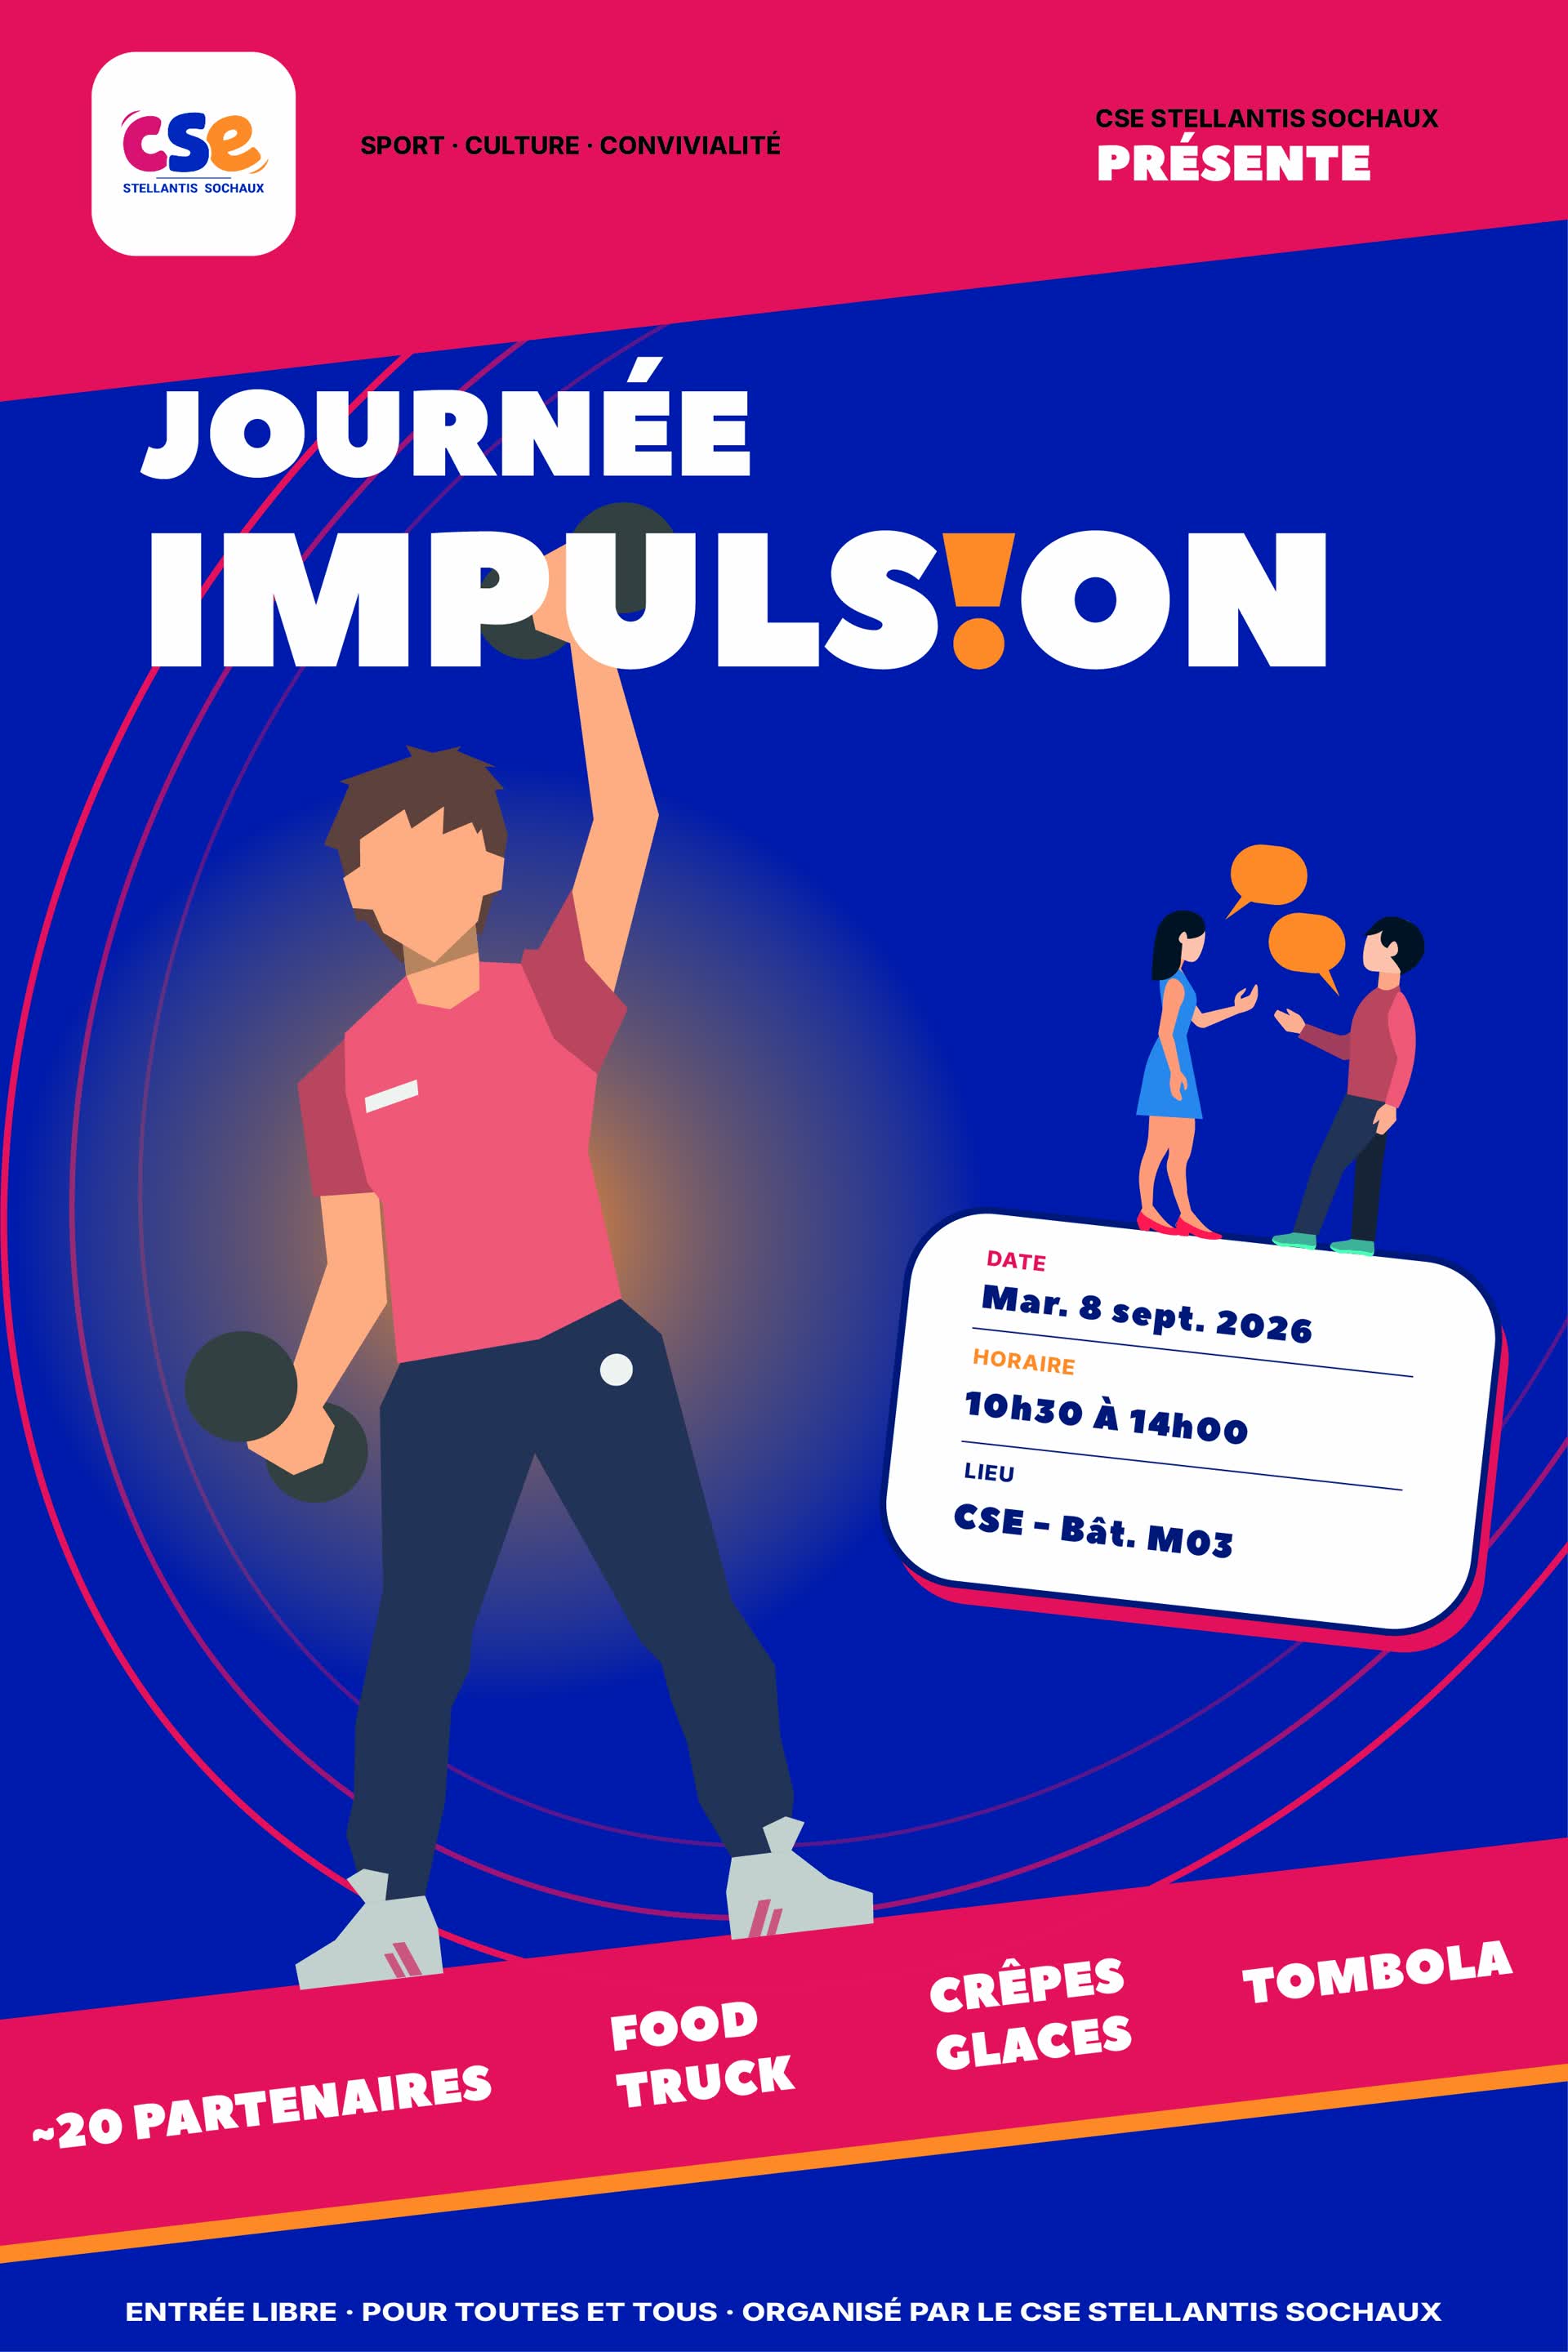 cse
STELLANTIS SOCHAUX
SPORT · CULTURE · CONVIVIALITÉ
CSE STELLANTIS SOCHAUX
PRÉSENTE
JOURNÉE
IMPULS!ON
DATE
Mar. 8 sept. 2026
HORAIRE
10h30 À 14h00
LIEU
CSE – Bât. M03
~20 PARTENAIRES
FOOD
TRUCK
CRÊPES
GLACES
TOMBOLA
ENTRÉE LIBRE · POUR TOUTES ET TOUS · ORGANISÉ PAR LE CSE STELLANTIS SOCHAUX